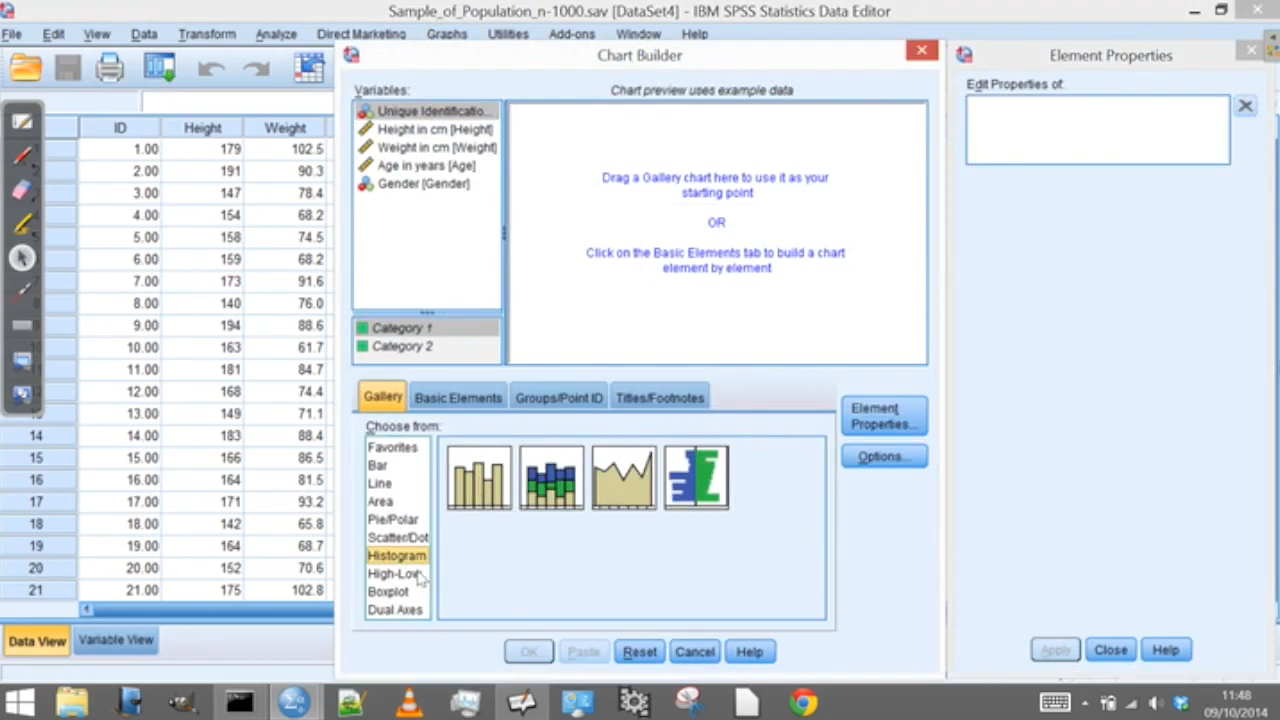 Sample_of_Population_n-1000.sav [DataSet4] - IBM SPSS Statistics Data Editor
File Edit View Data Transform Analyze Direct Marketing Graphs Utilities Add-ons Window Help
Chart Builder
Element Properties
Variables:
Chart preview uses example data
Unique Identificatio...
Height in cm [Height]
Weight in cm [Weight]
Age in years [Age]
Gender [Gender]
Category 1
Category 2
Drag a Gallery chart here to use it as your
starting point
OR
Click on the Basic Elements tab to build a chart
element by element
Edit Properties of:
ID Height Weight
1.00 179 102.5
2.00 191 90.3
3.00 147 78.4
4.00 154 68.2
5.00 158 74.5
6.00 159 68.2
7.00 173 91.6
8.00 140 76.0
9.00 194 88.6
10.00 163 61.7
11.00 181 84.7
12.00 168 74.4
13.00 149 71.1
14 14.00 183 88.4
15 15.00 166 86.5
16 16.00 164 81.5
17 17.00 171 93.2
18 18.00 142 65.8
19 19.00 164 68.7
20 20.00 152 70.6
21 21.00 175 102.8
Gallery Basic Elements Groups/Point ID Titles/Footnotes
Element
Properties...
Options...
Choose from:
Favorites
Bar
Line
Area
Pie/Polar
Scatter/Dot
Histogram
High-Low
Boxplot
Dual Axes
Data View Variable View
OK Paste Reset Cancel Help
Apply Close Help
11:48
09/10/2014